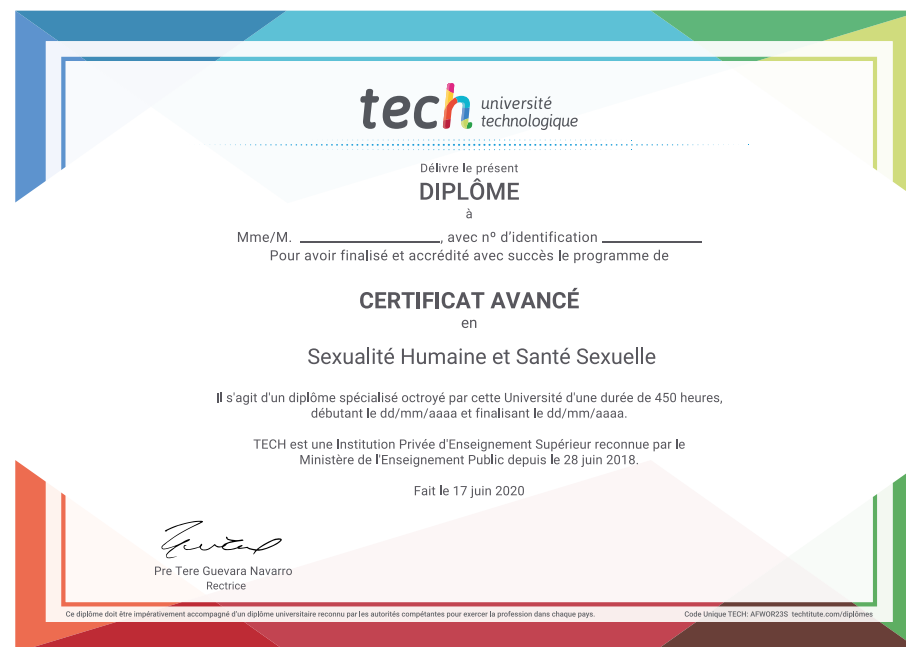 tech université
technologique
Délivre le présent
DIPLÔME
à
Mme/M. ____________________, avec nº d'identification ______________
Pour avoir finalisé et accrédité avec succès le programme de
CERTIFICAT AVANCÉ
en
Sexualité Humaine et Santé Sexuelle
Il s'agit d'un diplôme spécialisé octroyé par cette Université d'une durée de 450 heures,
débutant le dd/mm/aaaa et finalisant le dd/mm/aaaa.
TECH est une Institution Privée d'Enseignement Supérieur reconnue par le
Ministère de l'Enseignement Public depuis le 28 juin 2018.
Fait le 17 juin 2020
Pre Tere Guevara Navarro
Rectrice
Ce diplôme doit être impérativement accompagné d'un diplôme universitaire reconnu par les autorités compétentes pour exercer la profession dans chaque pays.
Code Unique TECH: AFWOR23S techtitute.com/diplômes